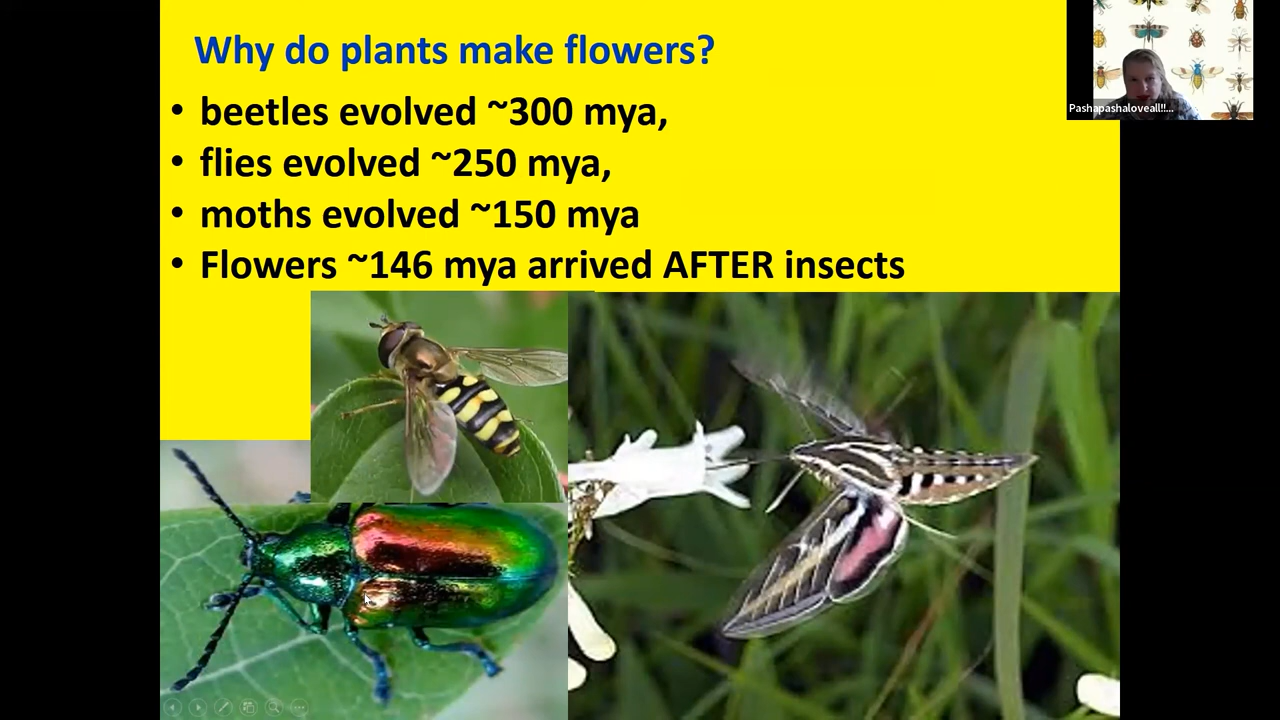 Why do plants make flowers?
• beetles evolved ~300 mya,
• flies evolved ~250 mya,
• moths evolved ~150 mya
• Flowers ~146 mya arrived AFTER insects
Pashapashaloveall!!...